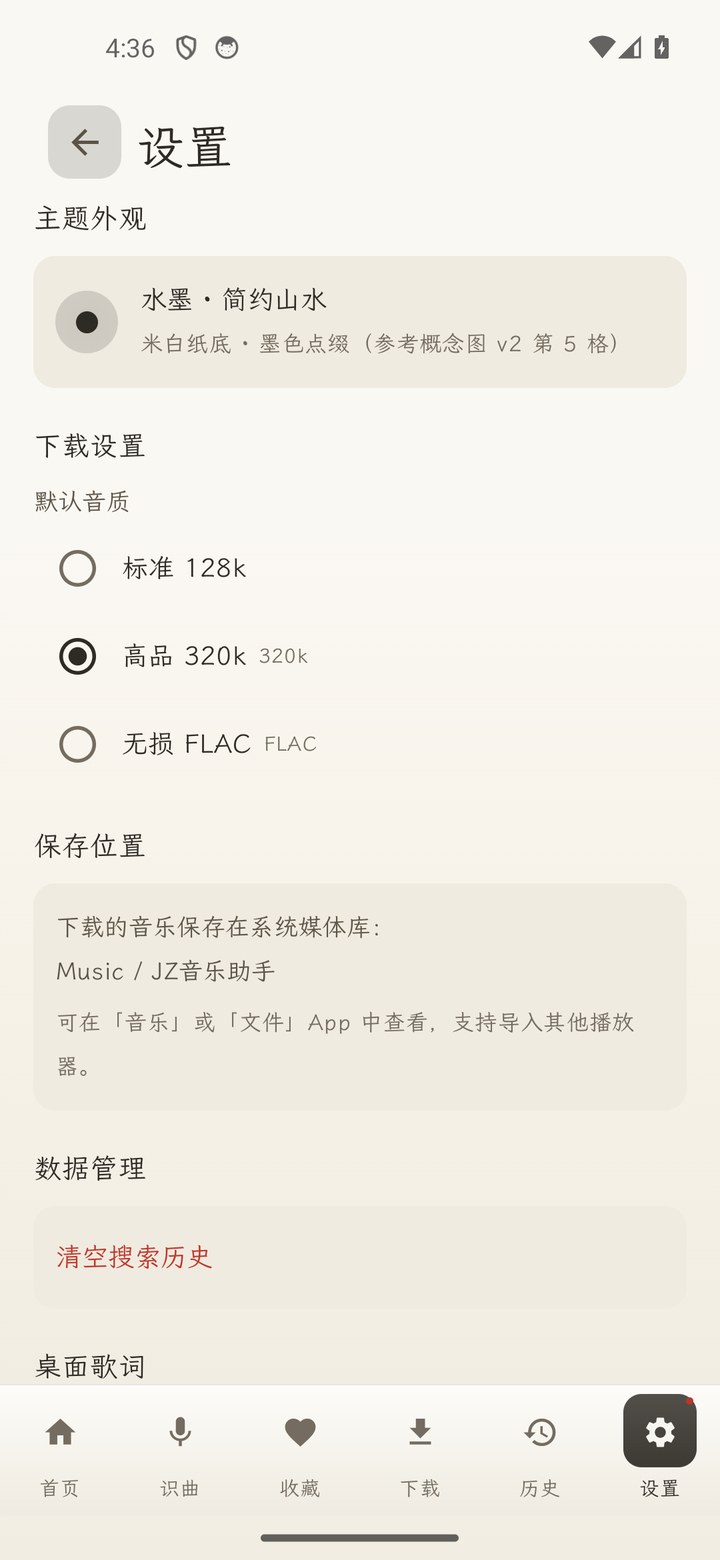 4:36
设置
主题外观
水墨·简约山水
米白纸底·墨色点缀（参考概念图 v2 第 5 格）
下载设置
默认音质
标准 128k
高品 320k 320k
无损 FLAC FLAC
保存位置
下载的音乐保存在系统媒体库：
Music / JZ音乐助手
可在「音乐」或「文件」App 中查看，支持导入其他播放
器。
数据管理
清空搜索历史
桌面歌词
首页 识曲 收藏 下载 历史 设置